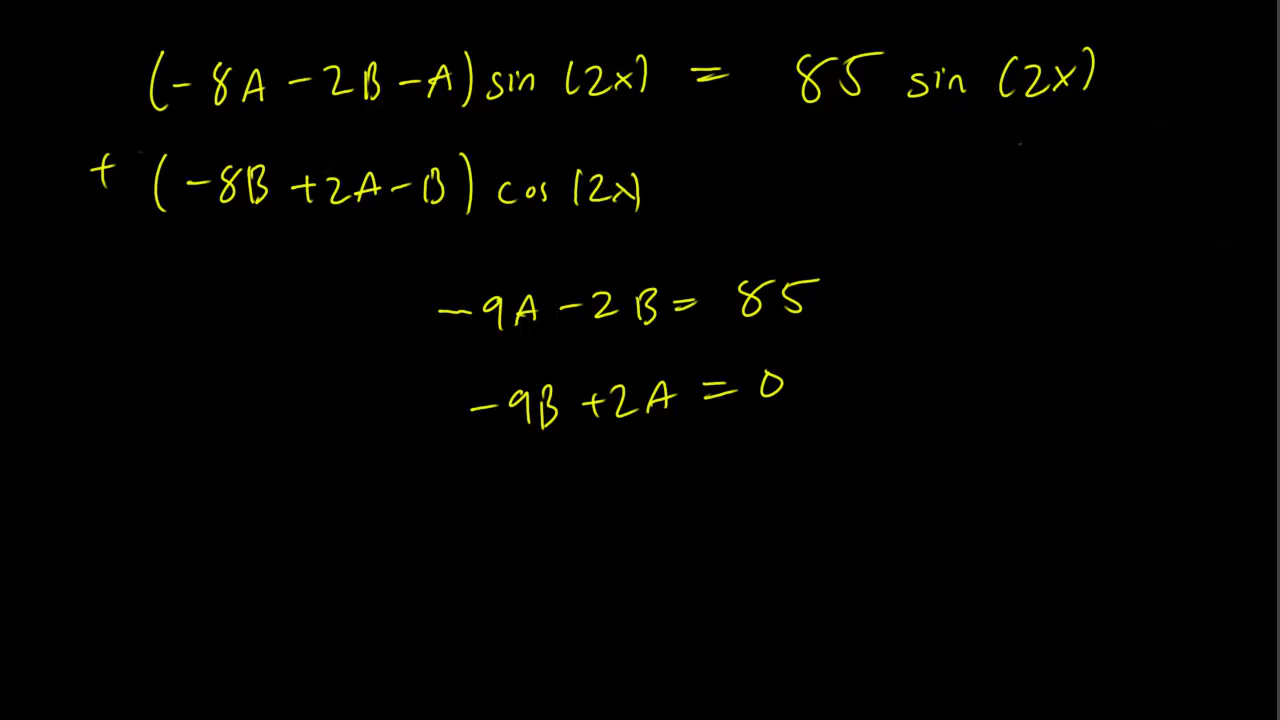 (-8A - 2B - A) sin (2x) = 85 sin (2x)
+ (-8B + 2A - B) cos (2x)
-9A - 2B = 85
-9B + 2A = 0